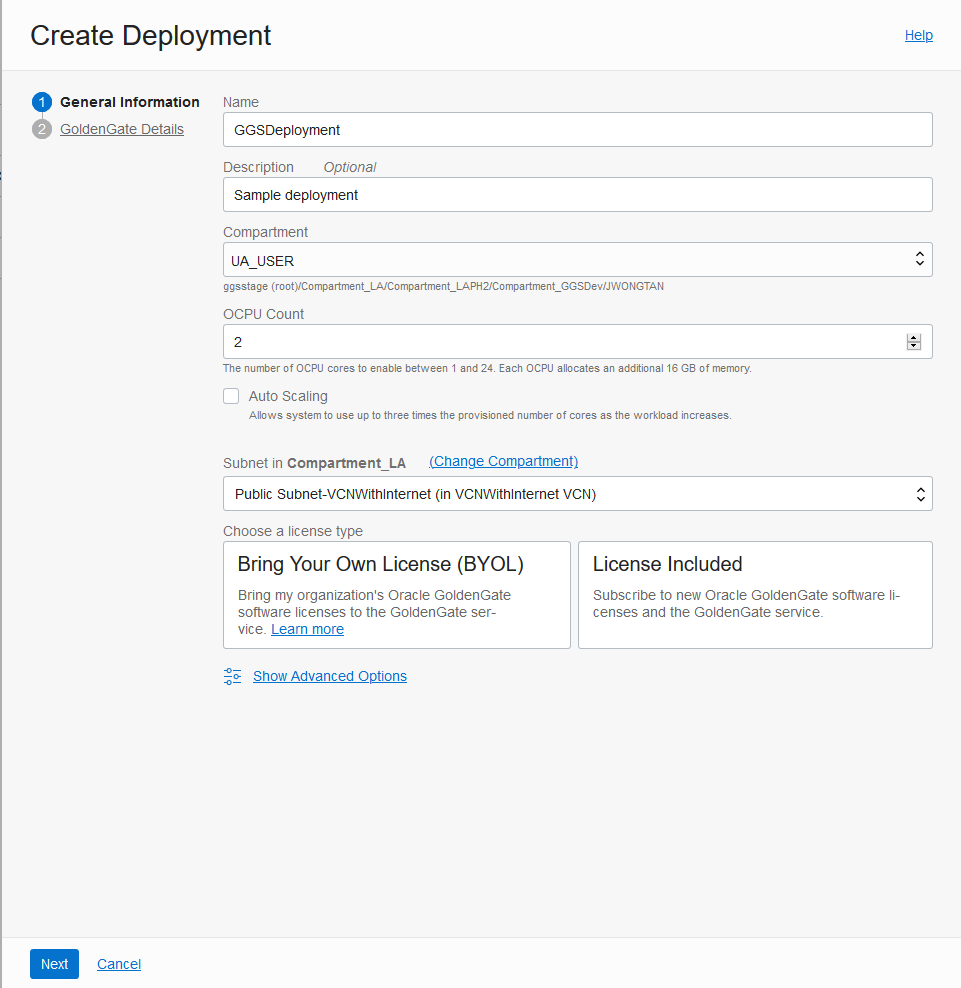 Create Deployment
Help
1 General Information
2 GoldenGate Details
Name
GGSDeployment
Description Optional
Sample deployment
Compartment
UA_USER
ggsstage (root)/Compartment_LA/Compartment_LAPH2/Compartment_GGSDev/JWONGTAN
OCPU Count
2
The number of OCPU cores to enable between 1 and 24. Each OCPU allocates an additional 16 GB of memory.
Auto Scaling
Allows system to use up to three times the provisioned number of cores as the workload increases.
Subnet in Compartment_LA (Change Compartment)
Public Subnet-VCNWithInternet (in VCNWithInternet VCN)
Choose a license type
Bring Your Own License (BYOL)
Bring my organization's Oracle GoldenGate
software licenses to the GoldenGate ser-
vice. Learn more
License Included
Subscribe to new Oracle GoldenGate software li-
censes and the GoldenGate service.
Show Advanced Options
Next Cancel